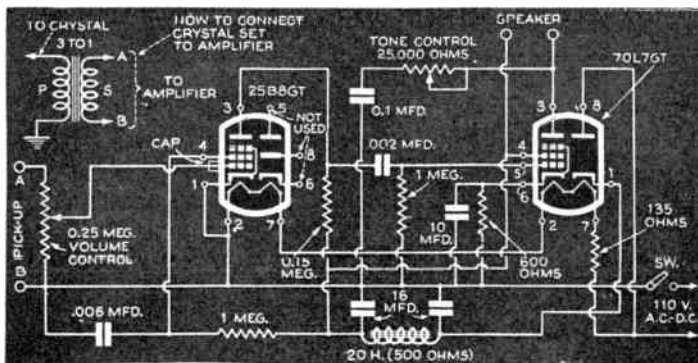 TO CRYSTAL
3 TO 1
A
P
S
B
HOW TO CONNECT
CRYSTAL SET
TO AMPLIFIER
TO
AMPLIFIER
25B8GT
3
5
NOT
USED
8
6
4
CAP
1
2
7
SPEAKER
TONE CONTROL
25,000 OHMS
0.1 MFD.
.002 MFD.
1 MEG.
70L7GT
3
8
4
5
6
1
2
7
135
OHMS
A
PICK-UP
0.25 MEG.
VOLUME
CONTROL
B
0.15
MEG.
10
MFD.
600
OHMS
SW.
110 V.
A.C.-D.C.
.006 MFD.
1 MEG.
16
MFD.
20 H. (500 OHMS)